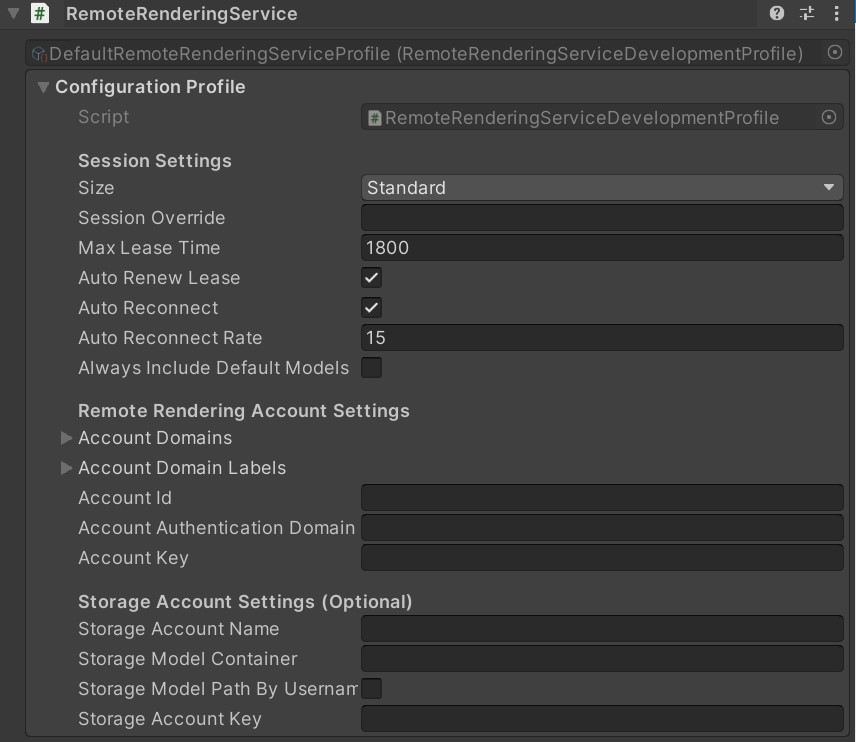 RemoteRenderingService
DefaultRemoteRenderingServiceProfile (RemoteRenderingServiceDevelopmentProfile)
Configuration Profile
Script # RemoteRenderingServiceDevelopmentProfile
Session Settings
Size Standard
Session Override
Max Lease Time 1800
Auto Renew Lease
Auto Reconnect
Auto Reconnect Rate 15
Always Include Default Models
Remote Rendering Account Settings
Account Domains
Account Domain Labels
Account Id
Account Authentication Domain
Account Key
Storage Account Settings (Optional)
Storage Account Name
Storage Model Container
Storage Model Path By Usernam
Storage Account Key